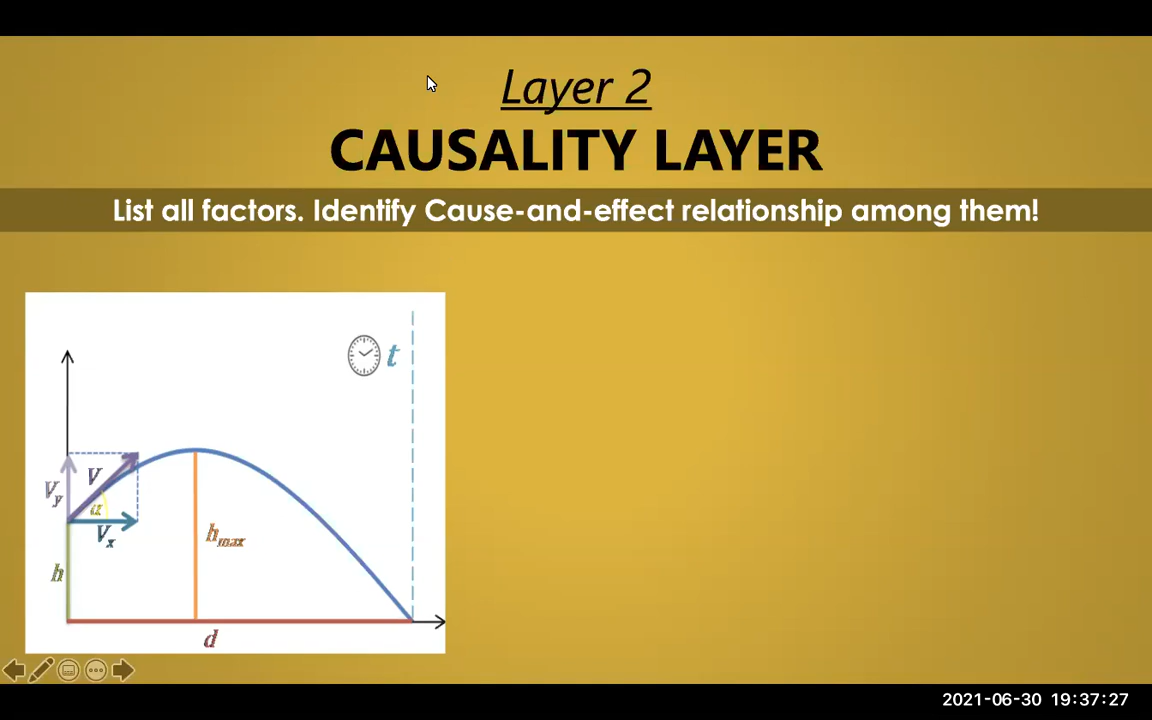 Layer 2
CAUSALITY LAYER
List all factors. Identify Cause-and-effect relationship among them!
t
V
Vy
α
Vx
hmax
h
d
2021-06-30 19:37:27